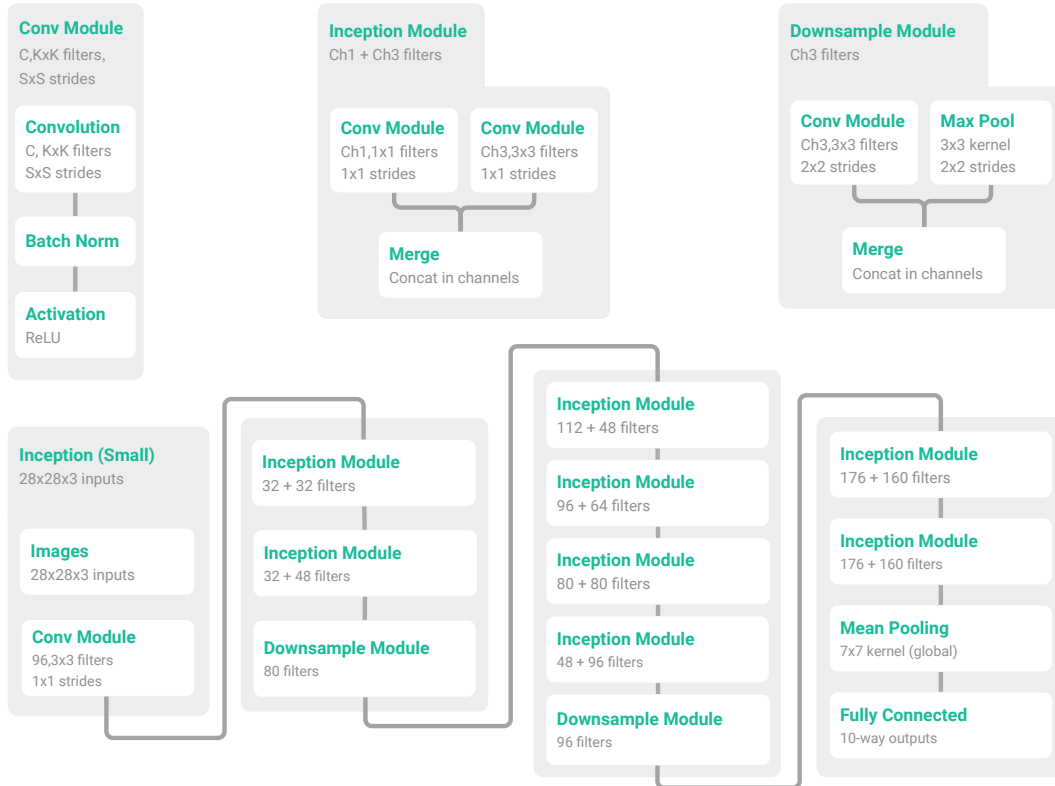 Conv Module
C,KxK filters,
SxS strides
Convolution
C, KxK filters
SxS strides
Batch Norm
Activation
ReLU
Inception Module
Ch1 + Ch3 filters
Conv Module
Ch1,1x1 filters
1x1 strides
Conv Module
Ch3,3x3 filters
1x1 strides
Merge
Concat in channels
Downsample Module
Ch3 filters
Conv Module
Ch3,3x3 filters
2x2 strides
Max Pool
3x3 kernel
2x2 strides
Merge
Concat in channels
Inception (Small)
28x28x3 inputs
Images
28x28x3 inputs
Conv Module
96,3x3 filters
1x1 strides
Inception Module
32 + 32 filters
Inception Module
32 + 48 filters
Downsample Module
80 filters
Inception Module
112 + 48 filters
Inception Module
96 + 64 filters
Inception Module
80 + 80 filters
Inception Module
48 + 96 filters
Downsample Module
96 filters
Inception Module
176 + 160 filters
Inception Module
176 + 160 filters
Mean Pooling
7x7 kernel (global)
Fully Connected
10-way outputs